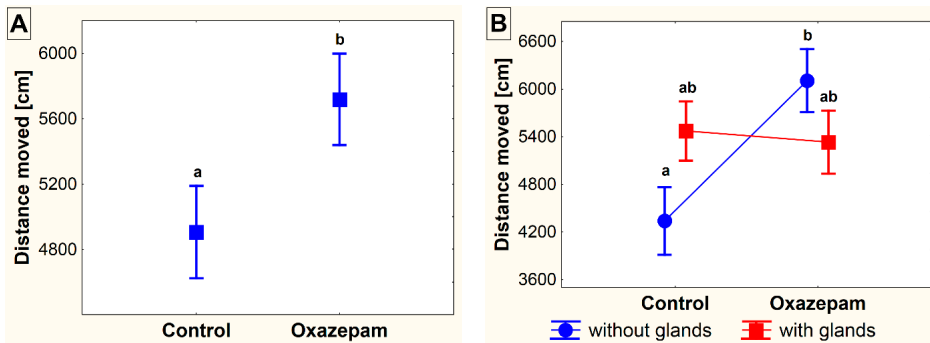 A
Distance moved [cm]
6000
5600
5200
4800
a
b
Control
Oxazepam
B
Distance moved [cm]
6600
6000
5400
4800
4200
3600
a
ab
b
ab
Control
Oxazepam
without glands
with glands